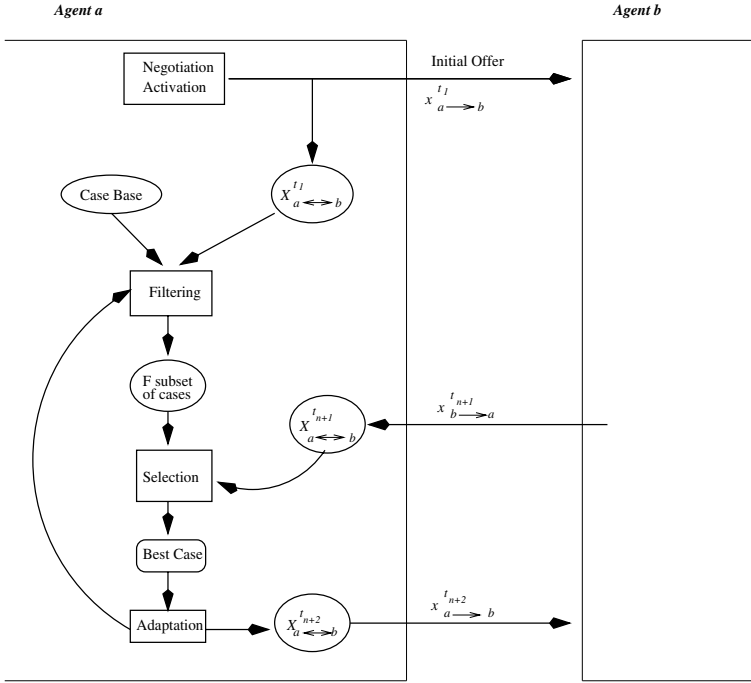 Agent a
Agent b
Negotiation
Activation
Initial Offer
x t1 a → b
Case Base
X t1 a ↔ b
Filtering
F subset
of cases
X tn+1 a ↔ b
x tn+1 b → a
Selection
Best Case
Adaptation
X tn+2 a ↔ b
x tn+2 a → b